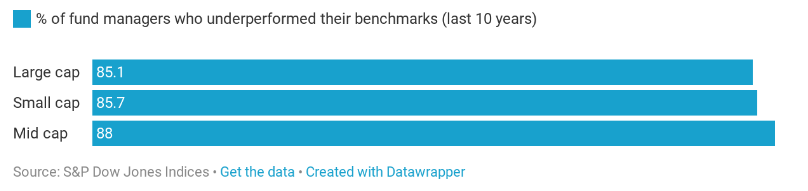 % of fund managers who underperformed their benchmarks (last 10 years)
Large cap 85.1
Small cap 85.7
Mid cap 88
Source: S&P Dow Jones Indices • Get the data • Created with Datawrapper